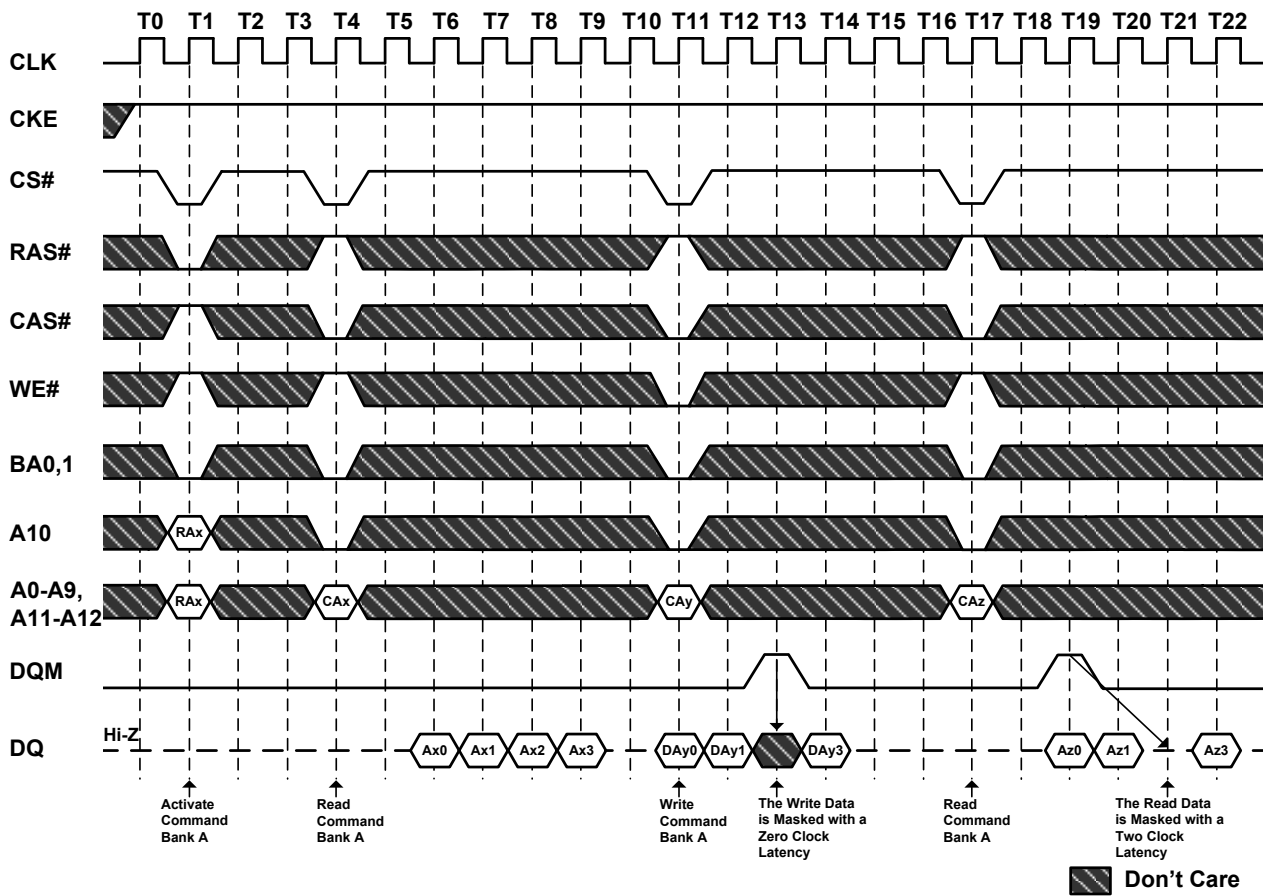 T0 T1 T2 T3 T4 T5 T6 T7 T8 T9 T10 T11 T12 T13 T14 T15 T16 T17 T18 T19 T20 T21 T22
CLK
CKE
CS#
RAS#
CAS#
WE#
BA0,1
A10
RAx
A0-A9,
A11-A12
RAx CAx CAy CAz
DQM
DQ
Hi-Z
Ax0 Ax1 Ax2 Ax3 DAy0 DAy1 DAy3 Az0 Az1 Az3
Activate
Command
Bank A
Read
Command
Bank A
Write
Command
Bank A
The Write Data
is Masked with a
Zero Clock
Latency
Read
Command
Bank A
The Read Data
is Masked with a
Two Clock
Latency
Don't Care